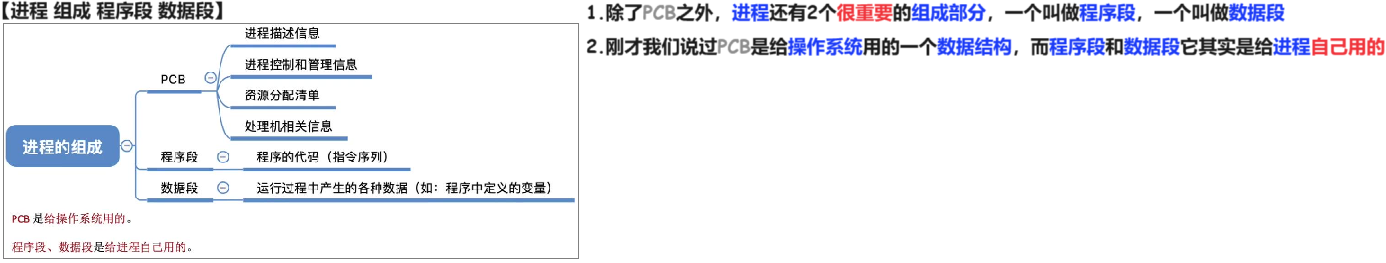 【进程 组成 程序段 数据段】
进程描述信息
进程控制和管理信息
PCB
资源分配清单
处理机相关信息
进程的组成
程序段
程序的代码（指令序列）
数据段
运行过程中产生的各种数据（如：程序中定义的变量）
PCB 是给操作系统用的。
程序段、数据段是给进程自己用的。
1.除了PCB之外，进程还有2个很重要的组成部分，一个叫做程序段，一个叫做数据段
2.刚才我们说过PCB是给操作系统用的一个数据结构，而程序段和数据段它其实是给进程自己用的